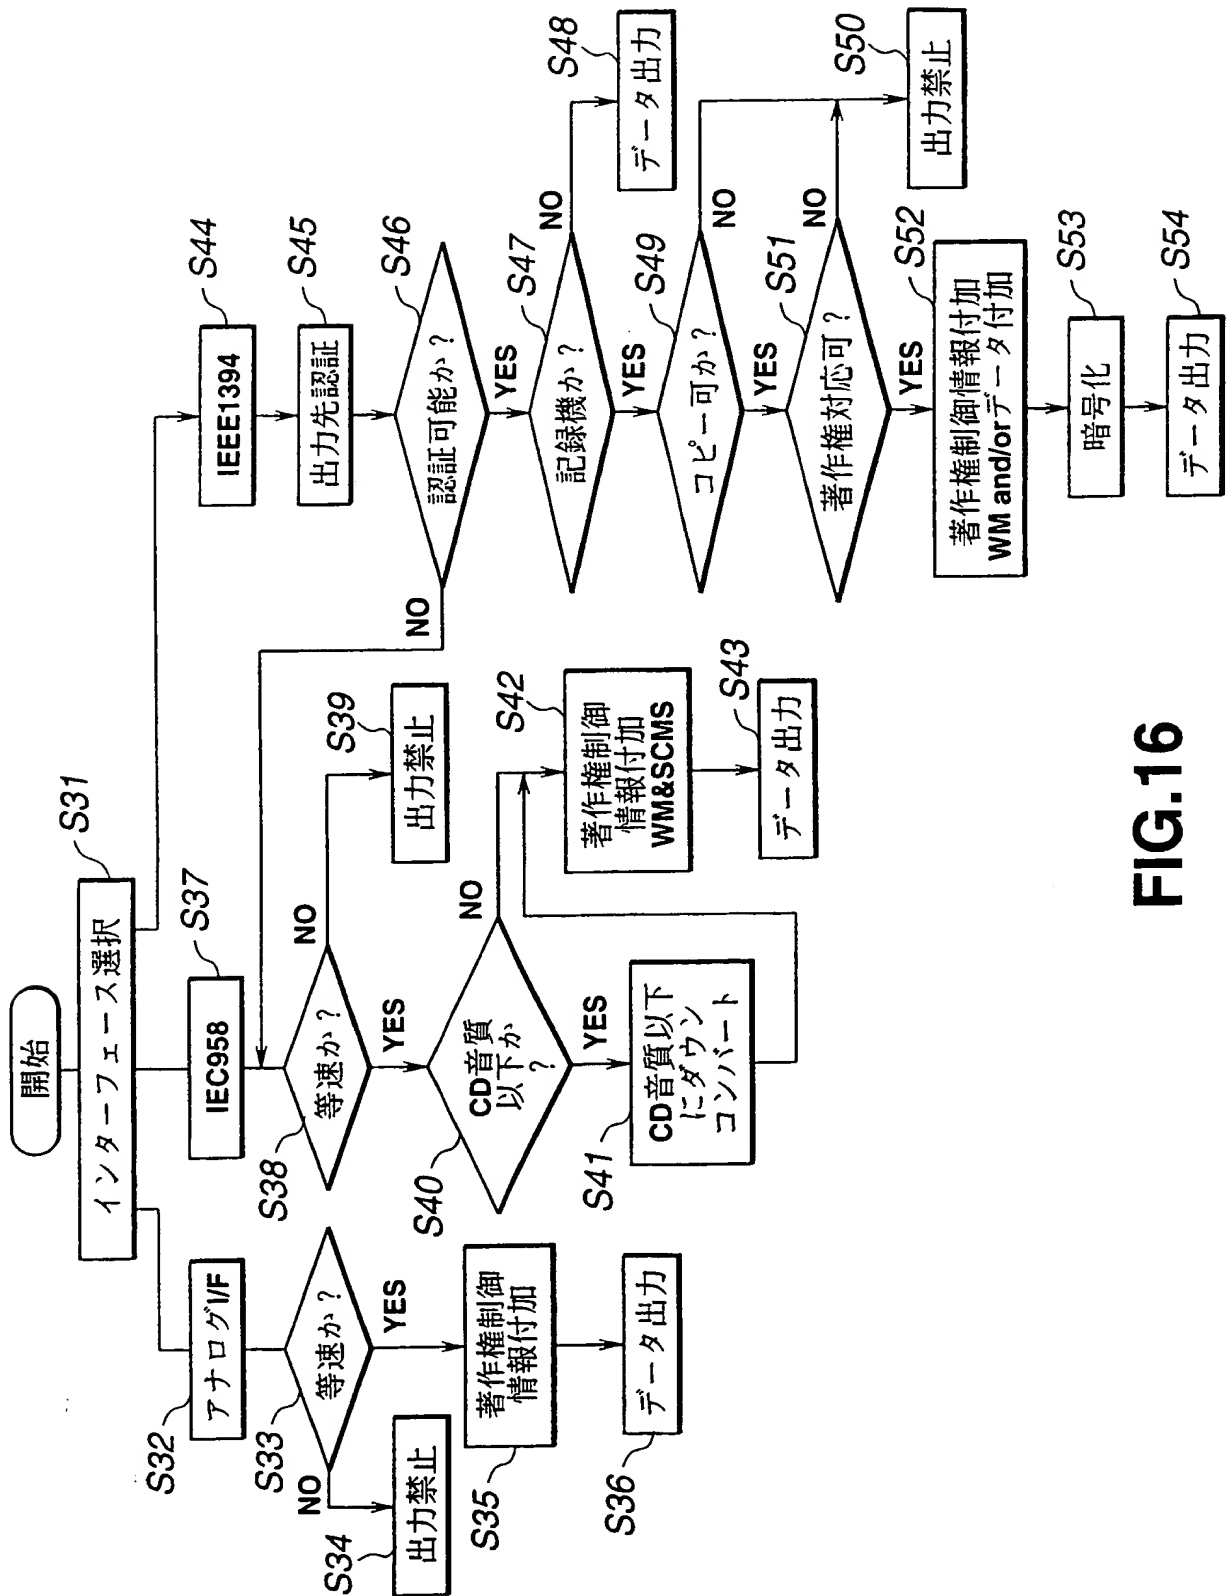 開始
インターフェース選択
S31
アナログI/F
S32
等速か?
S33
NO
YES
出力禁止
S34
著作権制御
情報付加
S35
データ出力
S36
IEC958
S37
等速か?
S38
NO
YES
出力禁止
S39
CD音質
以下か
?
S40
NO
YES
CD音質以下
にダウン
コンバート
S41
著作権制御
情報付加
WM&SCMS
S42
データ出力
S43
IEEE1394
S44
出力先認証
S45
認証可能か?
S46
NO
YES
記録機か?
S47
NO
YES
データ出力
S48
コピー可か?
S49
NO
YES
出力禁止
S50
著作権対応可?
S51
NO
YES
著作権制御情報付加
WM and/orデータ付加
S52
暗号化
S53
データ出力
S54
FIG.16